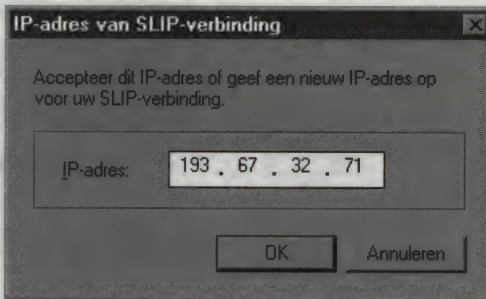 IP-adres van SLIP-verbinding
Accepteer dit IP-adres of geef een nieuw IP-adres op
voor uw SLIP-verbinding.
IP-adres: 193 . 67 . 32 . 71
OK Annuleren